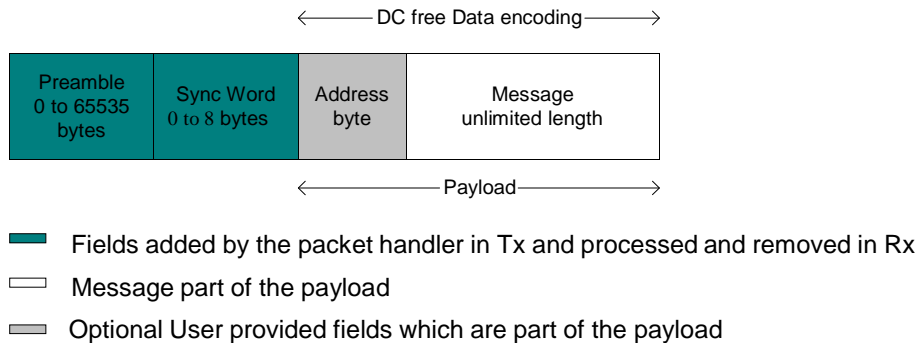 DC free Data encoding
Preamble
0 to 65535
bytes
Sync Word
0 to 8 bytes
Address
byte
Message
unlimited length
Payload
Fields added by the packet handler in Tx and processed and removed in Rx
Message part of the payload
Optional User provided fields which are part of the payload